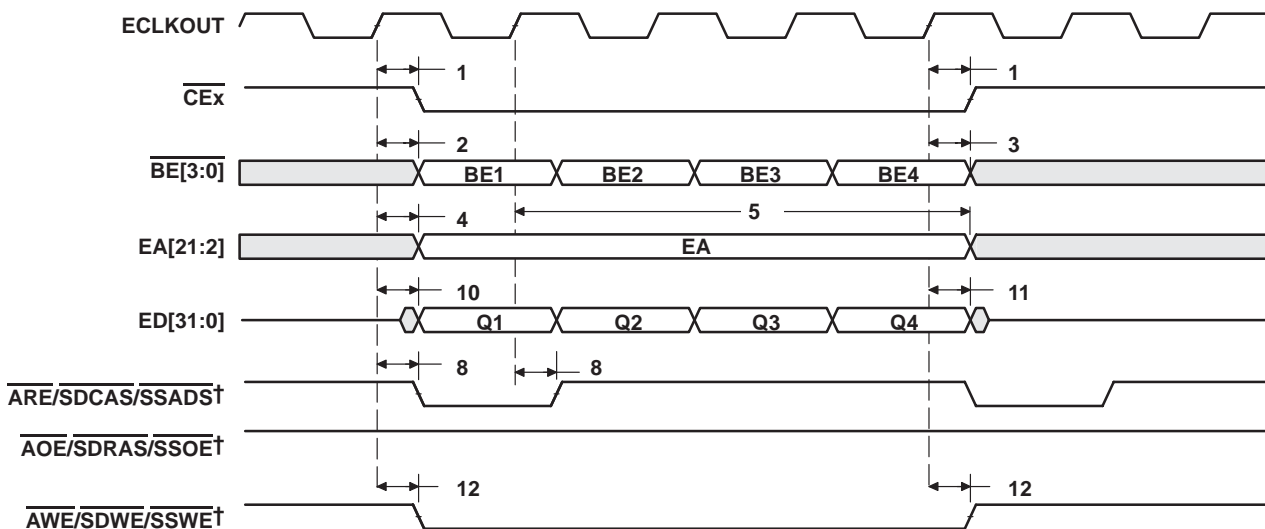 ECLKOUT
1 1
CEx
2 3
BE[3:0] BE1 BE2 BE3 BE4
4 5
EA[21:2] EA
10 11
ED[31:0] Q1 Q2 Q3 Q4
8 8
ARE/SDCAS/SSADS†
AOE/SDRAS/SSOE†
12 12
AWE/SDWE/SSWE†